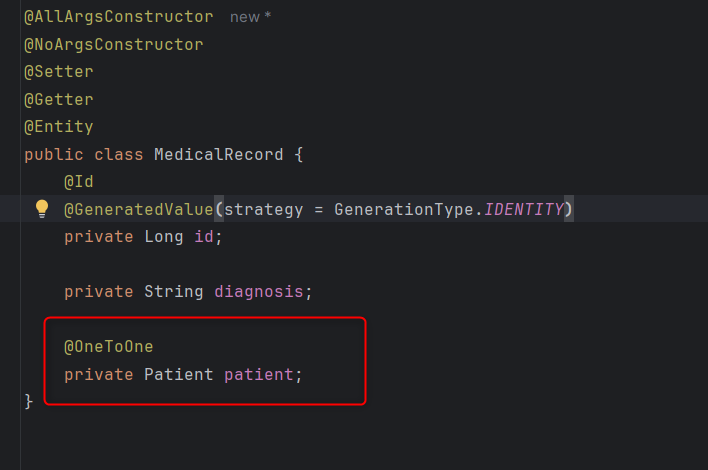 @AllArgsConstructor new *
@NoArgsConstructor
@Setter
@Getter
@Entity
public class MedicalRecord {
@Id
@GeneratedValue(strategy = GenerationType.IDENTITY)
private Long id;
private String diagnosis;
@OneToOne
private Patient patient;
}